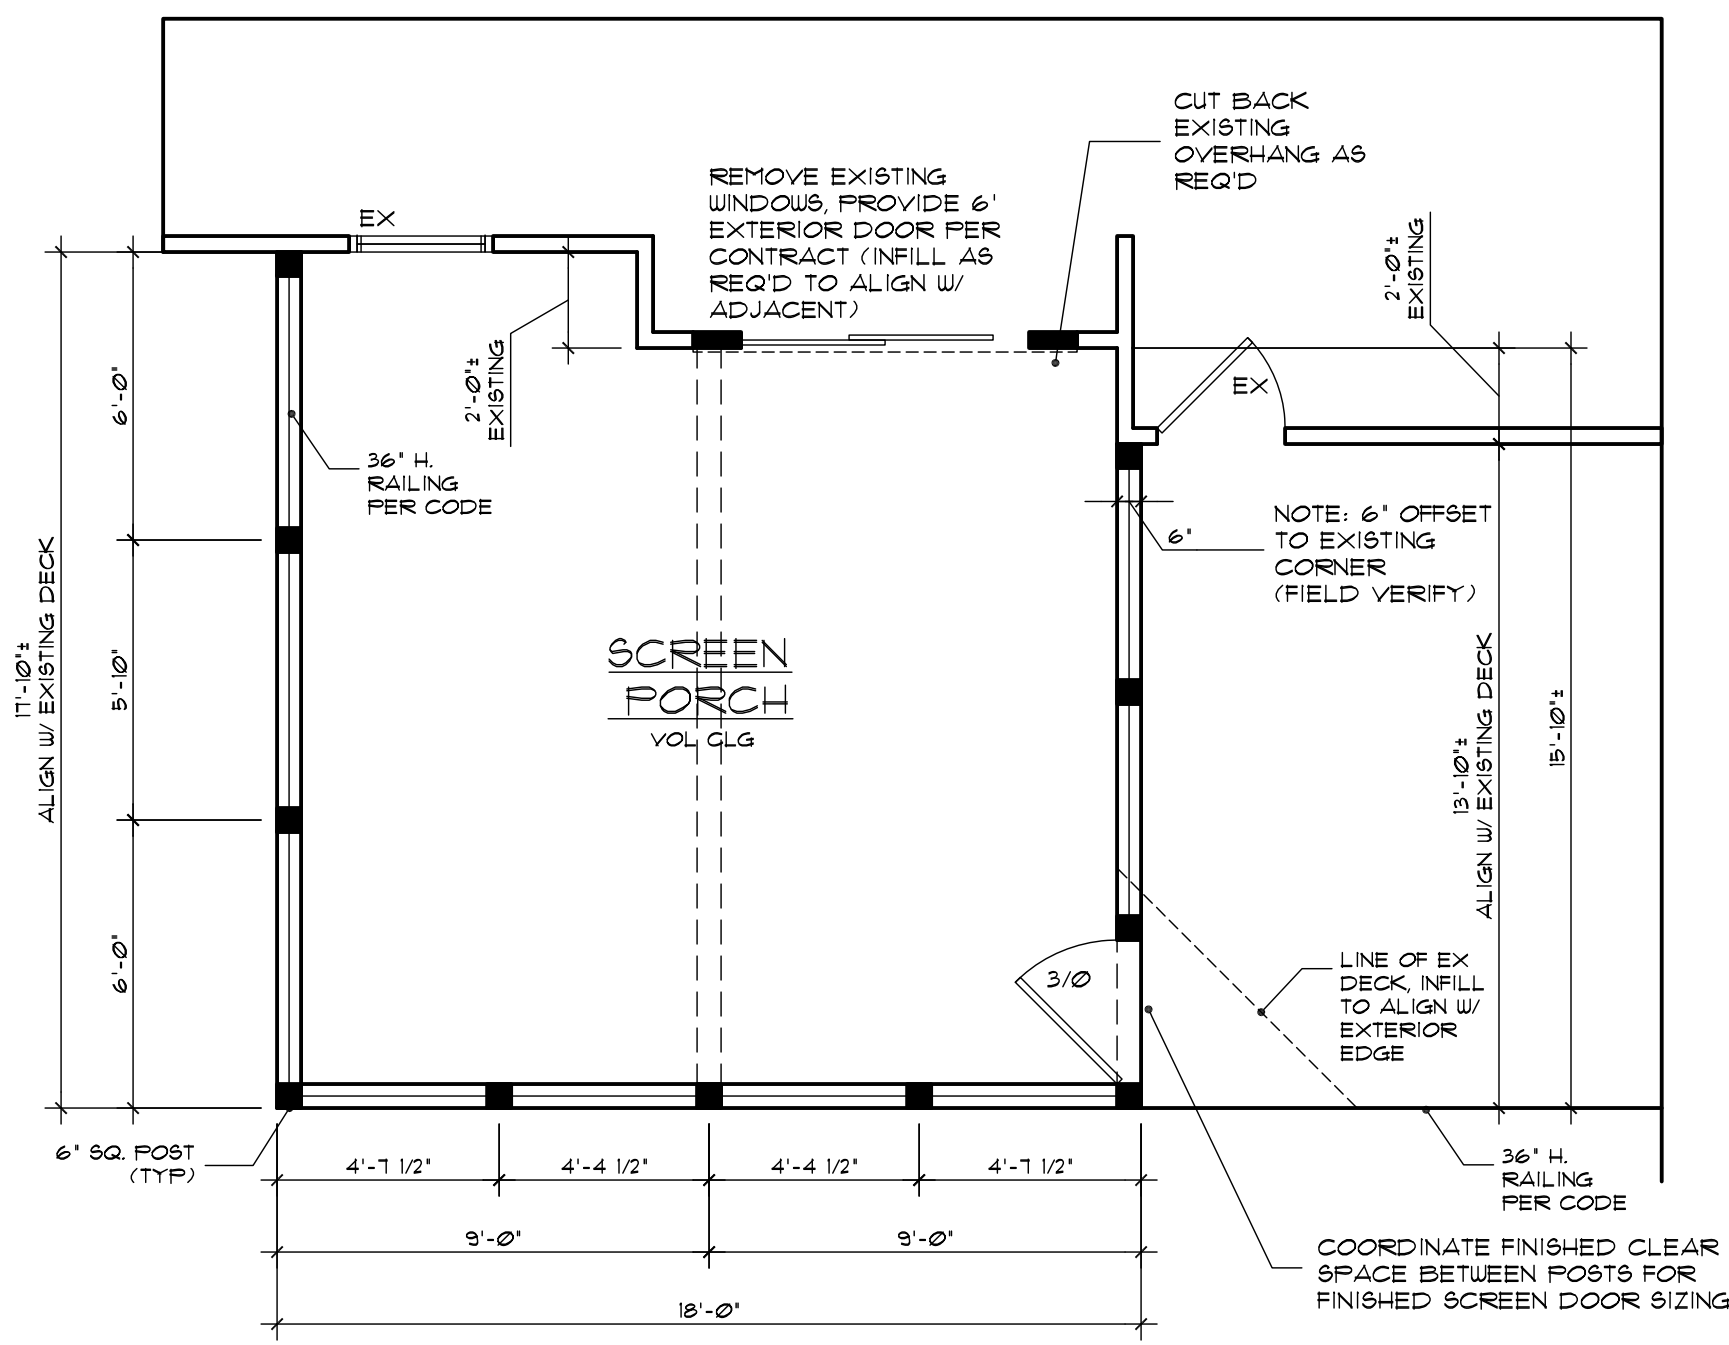 CUT BACK
EXISTING
OVERHANG AS
REQ'D
REMOVE EXISTING
WINDOWS, PROVIDE 6'
EXTERIOR DOOR PER
CONTRACT (INFILL AS
REQ'D TO ALIGN W/
ADJACENT)
EX
2'-0"±
EXISTING
2'-0"±
EXISTING
EX
6'-0"
36" H.
RAILING
PER CODE
6"
NOTE: 6" OFFSET
TO EXISTING
CORNER
(FIELD VERIFY)
17'-10"±
ALIGN W/ EXISTING DECK
5'-10"
SCREEN
PORCH
VOL CLG
13'-10"±
ALIGN W/ EXISTING DECK
15'-10"±
6'-0"
3/0
LINE OF EX
DECK, INFILL
TO ALIGN W/
EXTERIOR
EDGE
6" SQ. POST
(TYP)
4'-7 1/2"
4'-4 1/2"
4'-4 1/2"
4'-7 1/2"
36" H.
RAILING
PER CODE
9'-0"
9'-0"
COORDINATE FINISHED CLEAR
SPACE BETWEEN POSTS FOR
FINISHED SCREEN DOOR SIZING
18'-0"